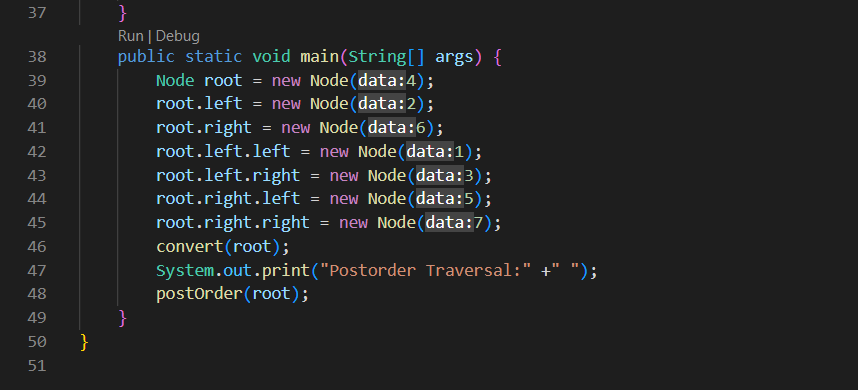 37 }
Run | Debug
38 public static void main(String[] args) {
39 Node root = new Node(data:4);
40 root.left = new Node(data:2);
41 root.right = new Node(data:6);
42 root.left.left = new Node(data:1);
43 root.left.right = new Node(data:3);
44 root.right.left = new Node(data:5);
45 root.right.right = new Node(data:7);
46 convert(root);
47 System.out.print("Postorder Traversal:" +" ");
48 postOrder(root);
49 }
50 }
51